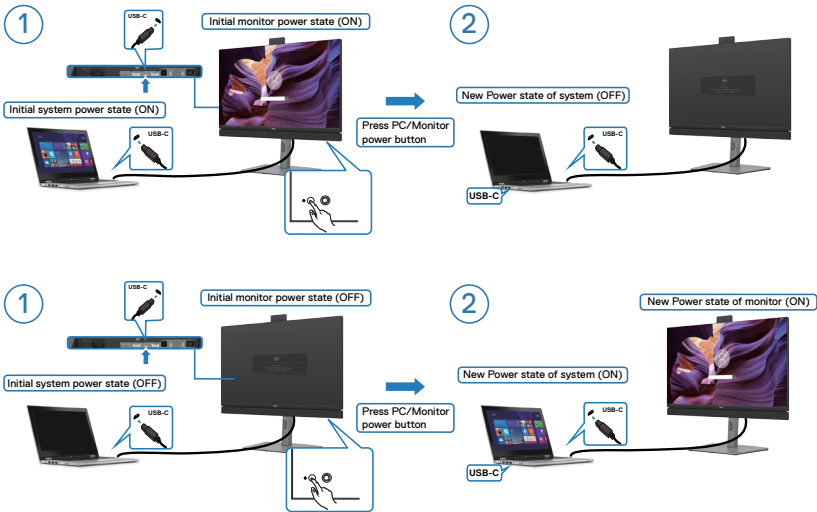 1
USB-C
Initial monitor power state (ON)
Initial system power state (ON)
USB-C
Press PC/Monitor
power button
2
New Power state of system (OFF)
USB-C
USB-C
1
USB-C
Initial monitor power state (OFF)
Initial system power state (OFF)
USB-C
Press PC/Monitor
power button
2
New Power state of monitor (ON)
New Power state of system (ON)
USB-C
USB-C